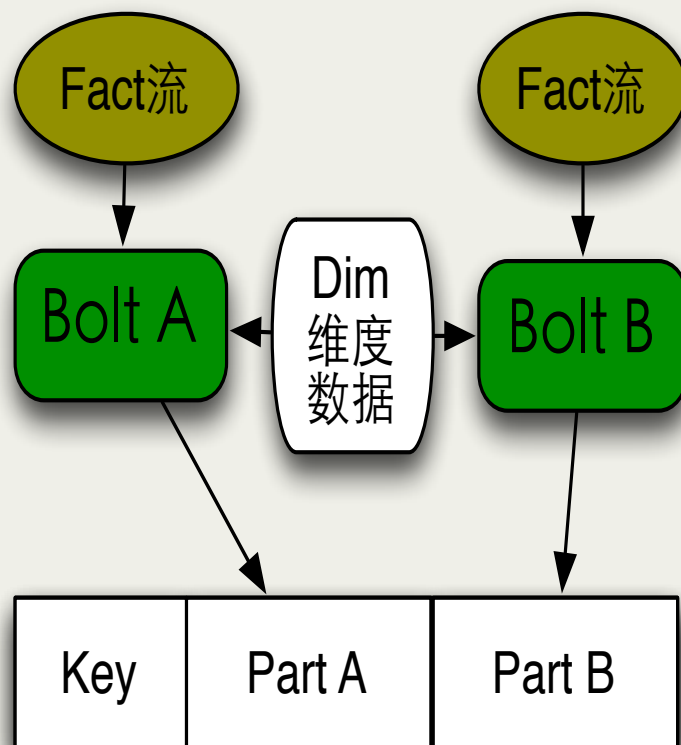 Fact流
Fact流
Bolt A
Dim
维度
数据
Bolt B
Key
Part A
Part B